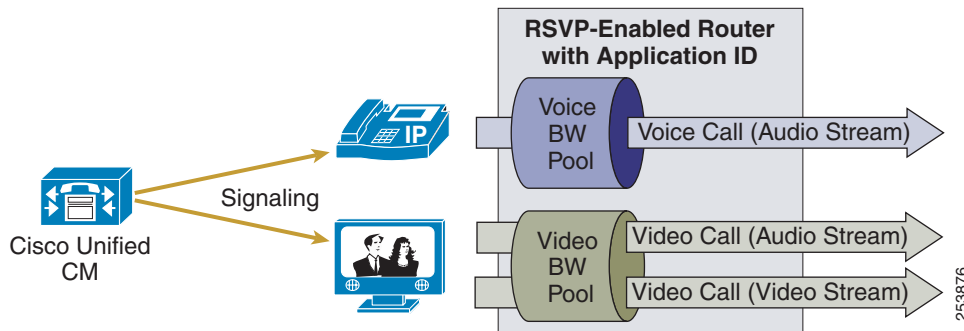 RSVP-Enabled Router
with Application ID
IP
Voice
BW
Pool
Voice Call (Audio Stream)
Signaling
Cisco Unified
CM
Video
BW
Pool
Video Call (Audio Stream)
Video Call (Video Stream)
253876